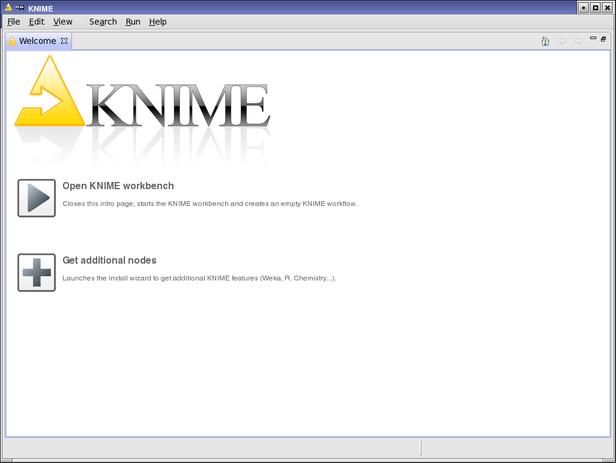 KNIME
File Edit View Search Run Help
Welcome
KNIME
Open KNIME workbench
Closes this intro page, starts the KNIME workbench and creates an empty KNIME workflow.
Get additional nodes
Launches the install wizard to get additional KNIME features (Weka, R, Chemistry...).